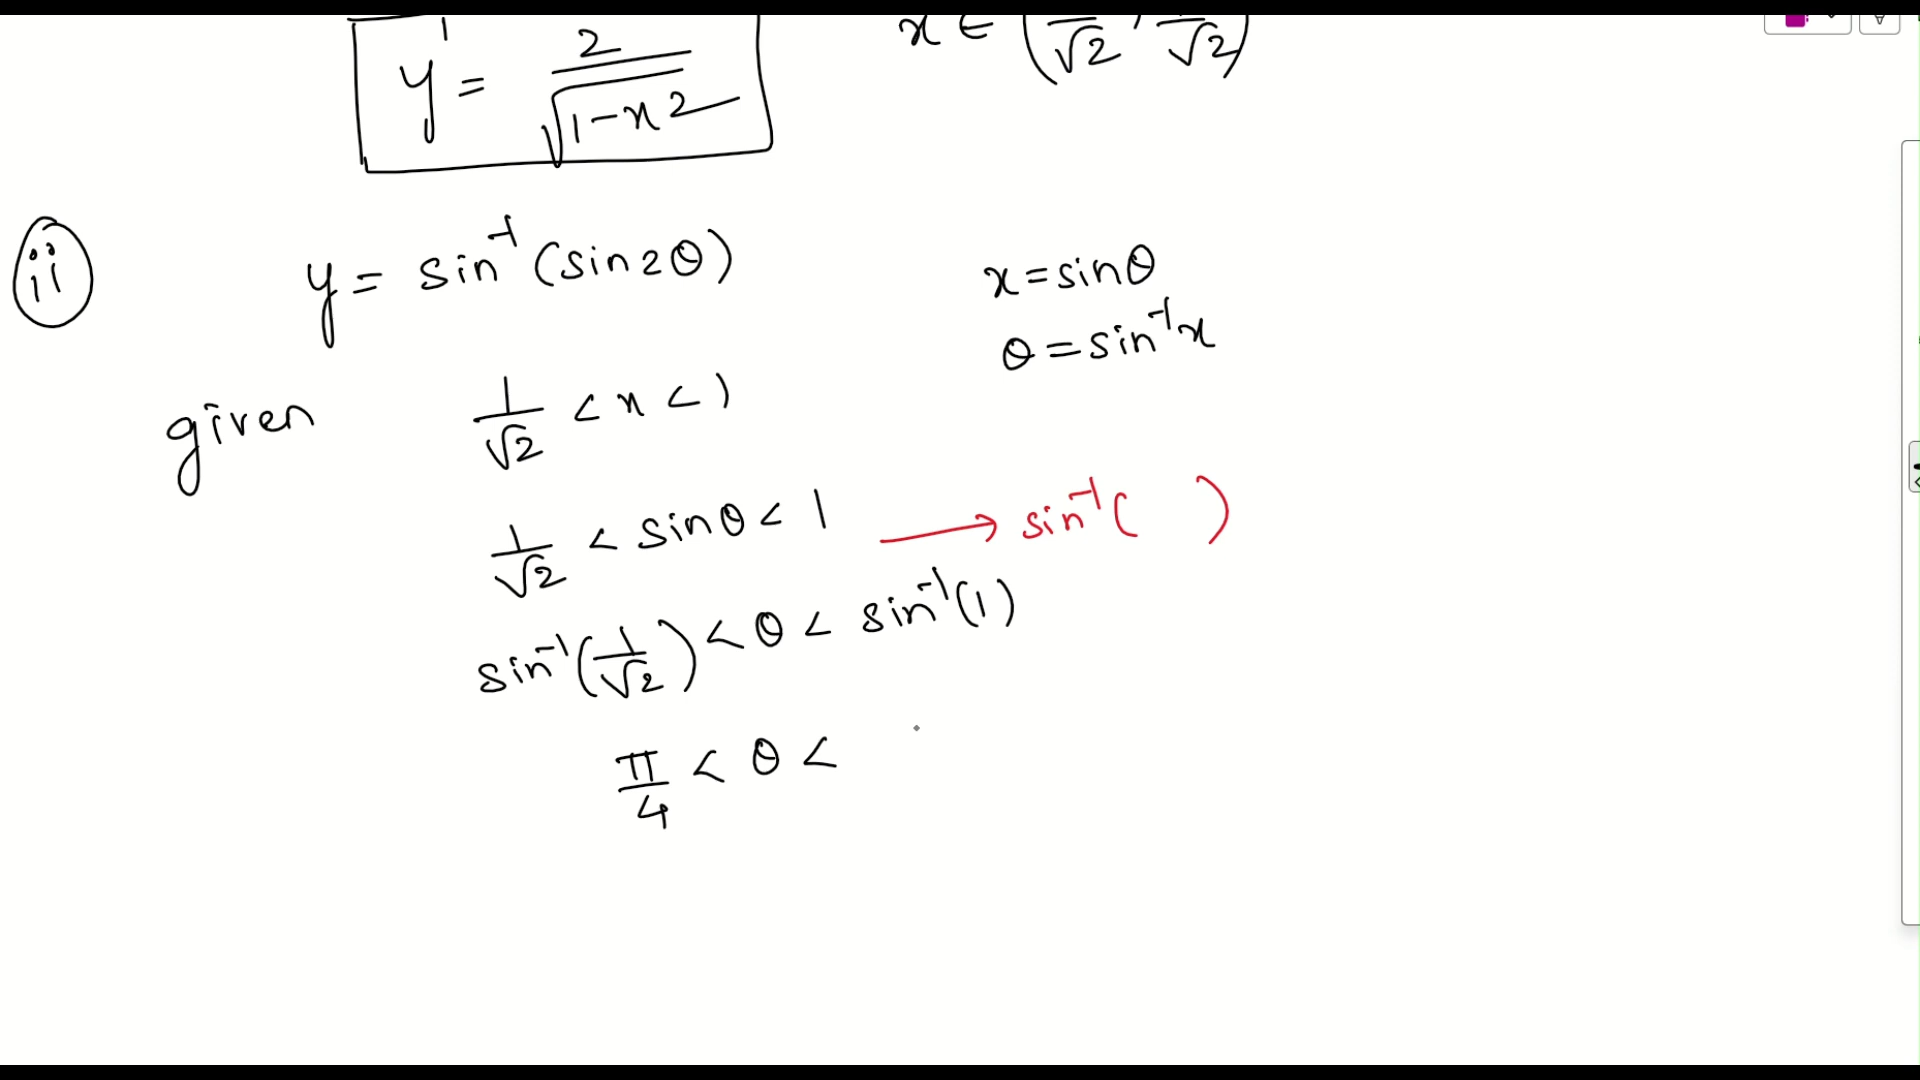 y' = 2/√(1-x²) x ∈ (/√2, /√2)
ii y = sin⁻¹(sin2θ) x = sinθ
θ = sin⁻¹x
given 1/√2 < x < 1
1/√2 < sinθ < 1 → sin⁻¹( )
sin⁻¹(1/√2) < θ < sin⁻¹(1)
π/4 < θ <